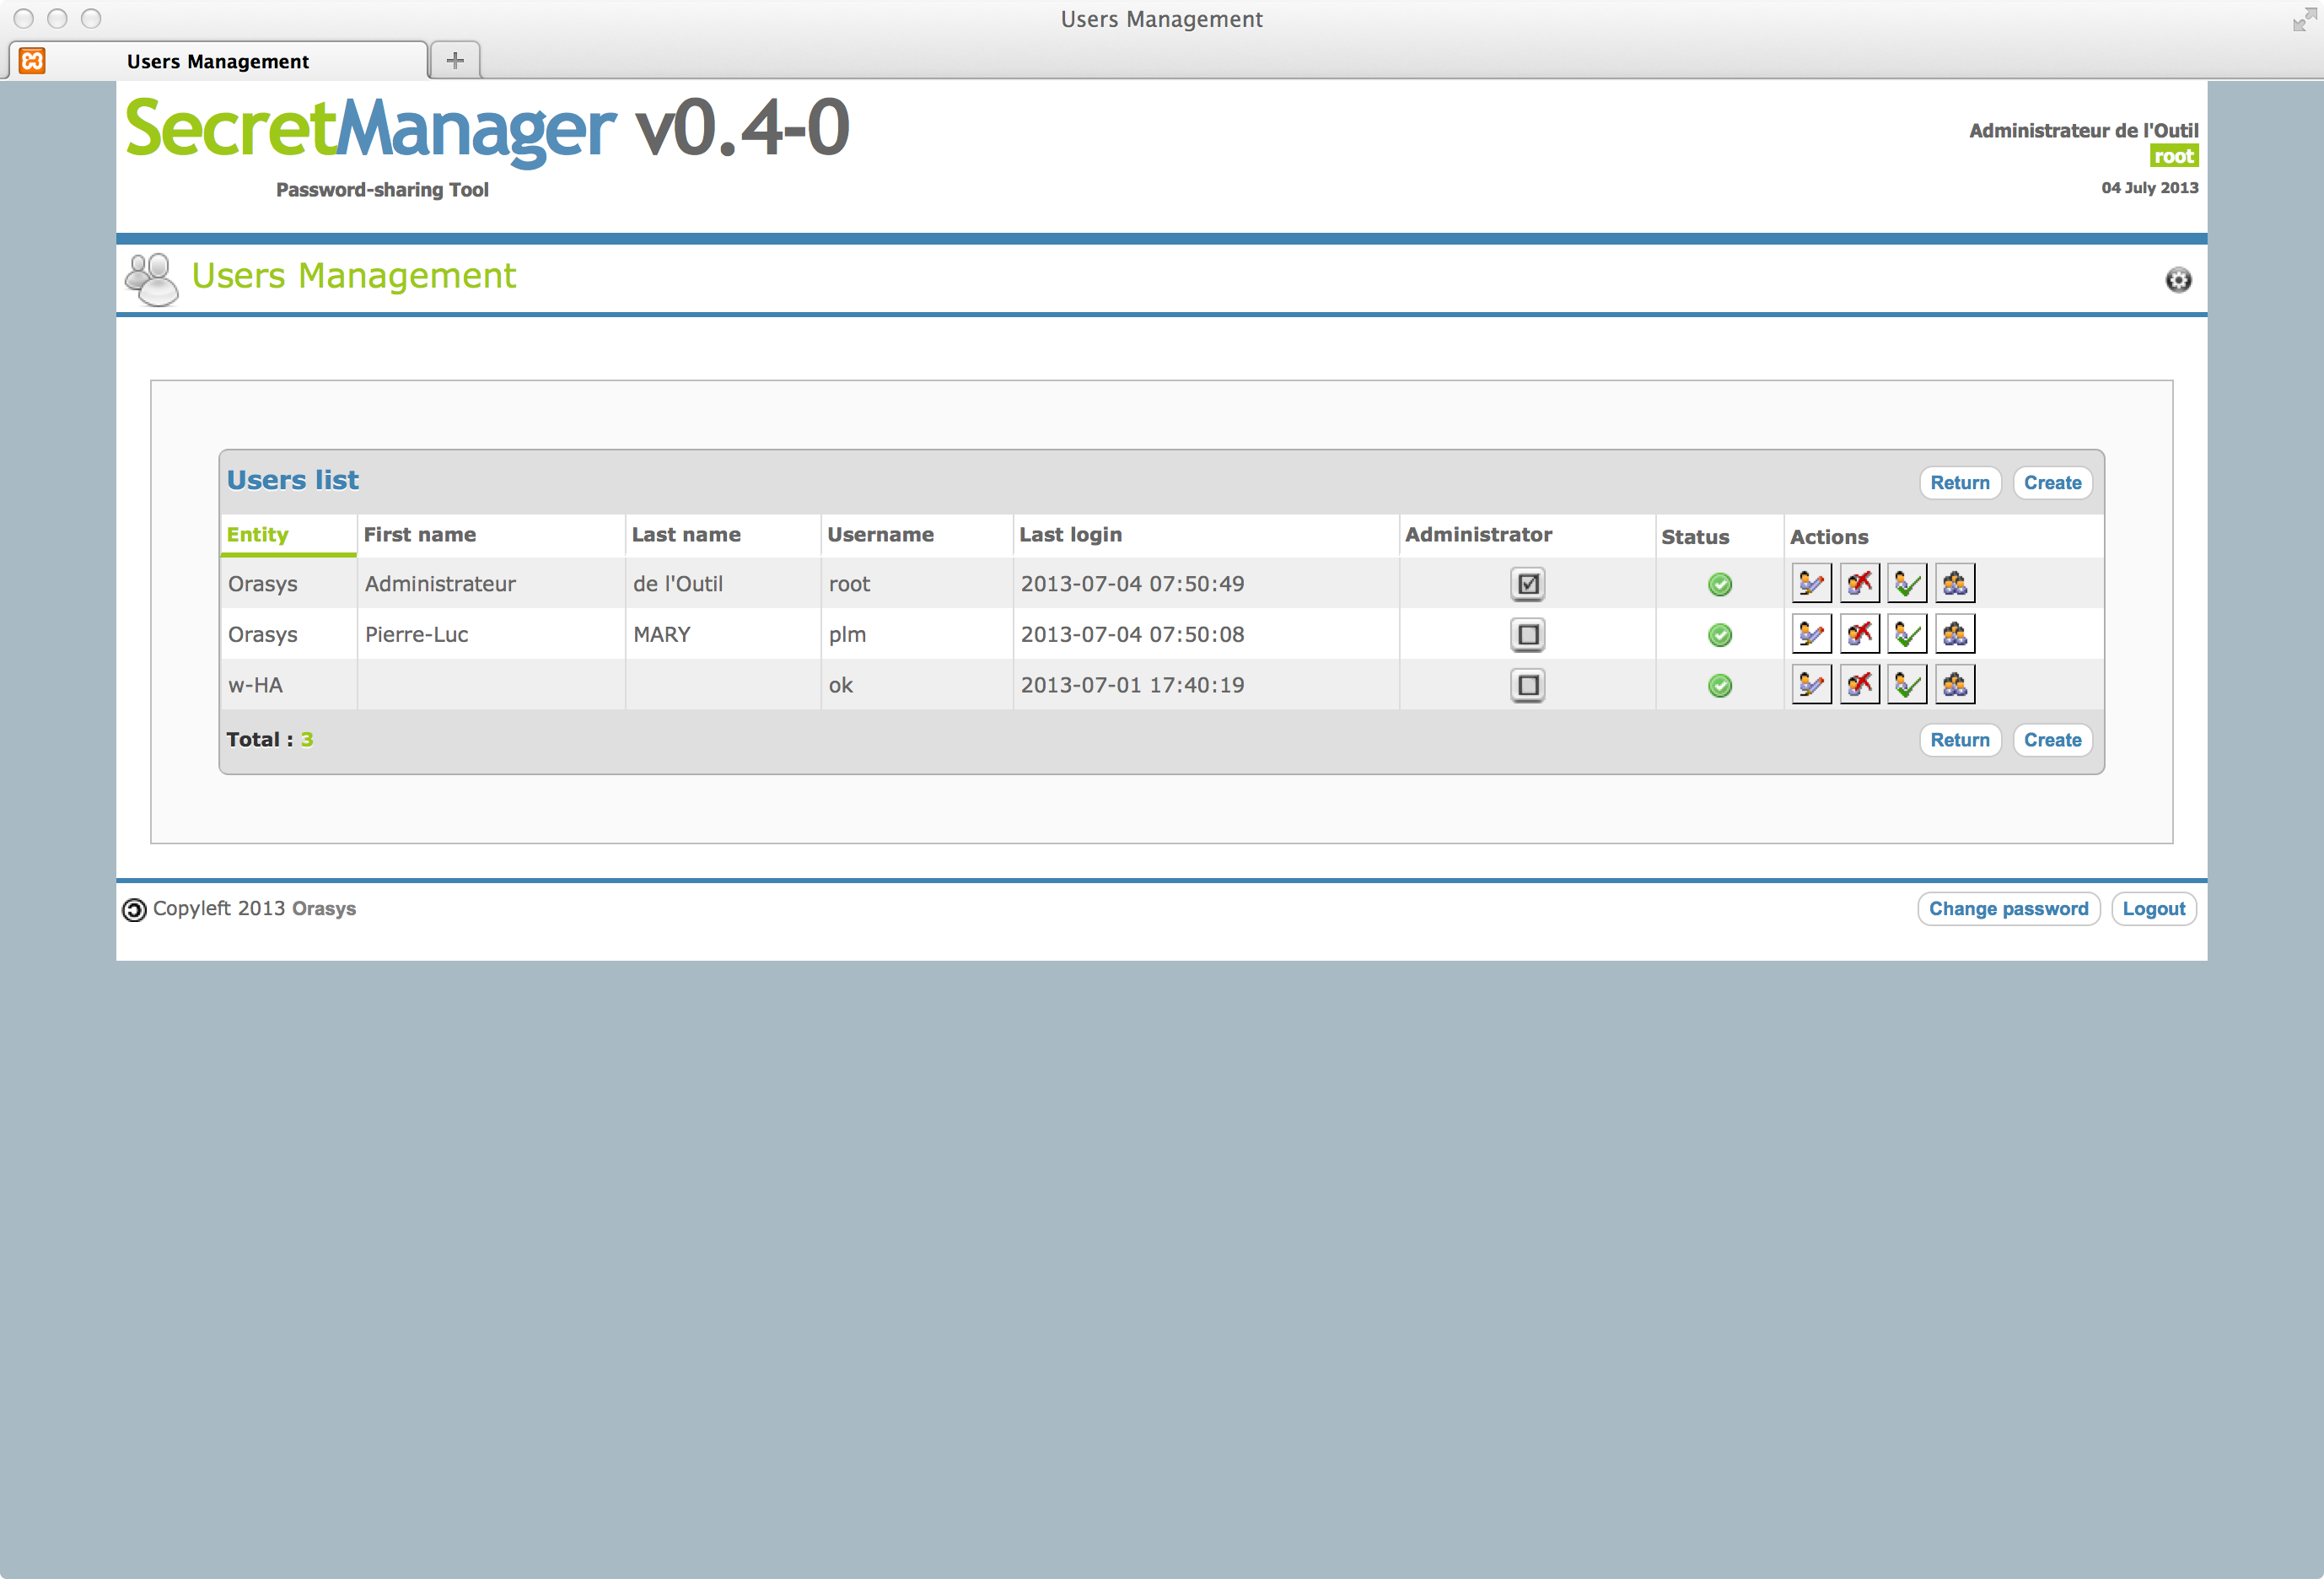 Users Management
Users Management
SecretManager v0.4-0
Password-sharing Tool
Administrateur de l'Outil
root
04 July 2013
Users Management
Users list Return Create
Entity First name Last name Username Last login Administrator Status Actions
Orasys Administrateur de l'Outil root 2013-07-04 07:50:49
Orasys Pierre-Luc MARY plm 2013-07-04 07:50:08
w-HA ok 2013-07-01 17:40:19
Total : 3 Return Create
Copyleft 2013 Orasys Change password Logout